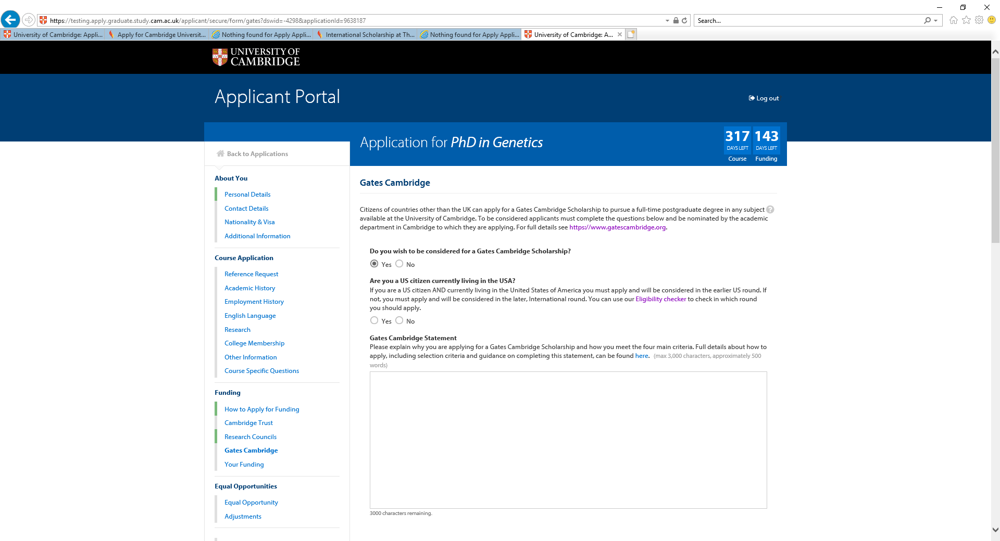 https://testing.apply.graduate.study.cam.ac.uk/applicant/secure/form/gates?dswid=-4298&applicationId=9638187
Search...
University of Cambridge: Appli...
Apply for Cambridge Universit...
Nothing found for Apply Appli...
International Scholarship at Th...
Nothing found for Apply Appli...
University of Cambridge: A...
UNIVERSITY OF
CAMBRIDGE
Applicant Portal
Log out
Application for PhD in Genetics
317 143
DAYS LEFT DAYS LEFT
Course Funding
Back to Applications
About You
Personal Details
Contact Details
Nationality & Visa
Additional Information
Course Application
Reference Request
Academic History
Employment History
English Language
Research
College Membership
Other Information
Course Specific Questions
Funding
How to Apply for Funding
Cambridge Trust
Research Councils
Gates Cambridge
Your Funding
Equal Opportunities
Equal Opportunity
Adjustments
Gates Cambridge
Citizens of countries other than the UK can apply for a Gates Cambridge Scholarship to pursue a full-time postgraduate degree in any subject ?
available at the University of Cambridge. To be considered applicants must complete the questions below and be nominated by the academic
department in Cambridge to which they are applying. For full details see https://www.gatescambridge.org.
Do you wish to be considered for a Gates Cambridge Scholarship?
Yes No
Are you a US citizen currently living in the USA?
If you are a US citizen AND currently living in the United States of America you must apply and will be considered in the earlier US round. If
not, you must apply and will be considered in the later, International round. You can use our Eligibility checker to check in which round
you should apply.
Yes No
Gates Cambridge Statement
Please explain why you are applying for a Gates Cambridge Scholarship and how you meet the four main criteria. Full details about how to
apply, including selection criteria and guidance on completing this statement, can be found here. (max 3,000 characters, approximately 500
words)
3000 characters remaining.